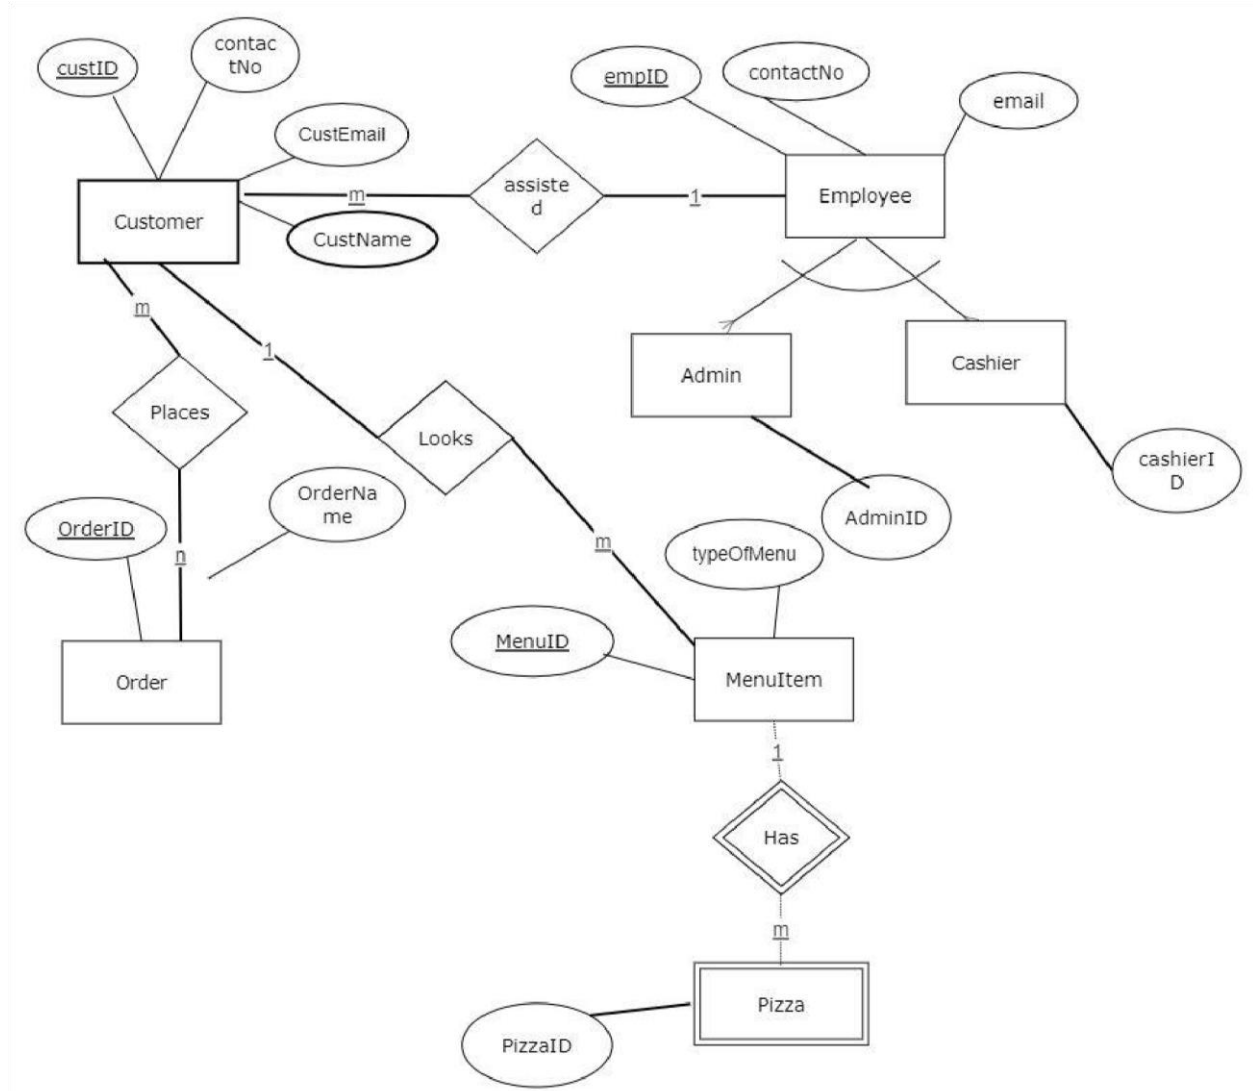 custID
contac
tNo
empID
contactNo
email
CustEmail
m
assiste
d
1
Employee
Customer
CustName
m
1
Admin
Cashier
Places
Looks
cashierI
D
OrderID
OrderNa
me
AdminID
n
m
typeOfMenu
MenuID
Order
MenuItem
1
Has
m
Pizza
PizzaID